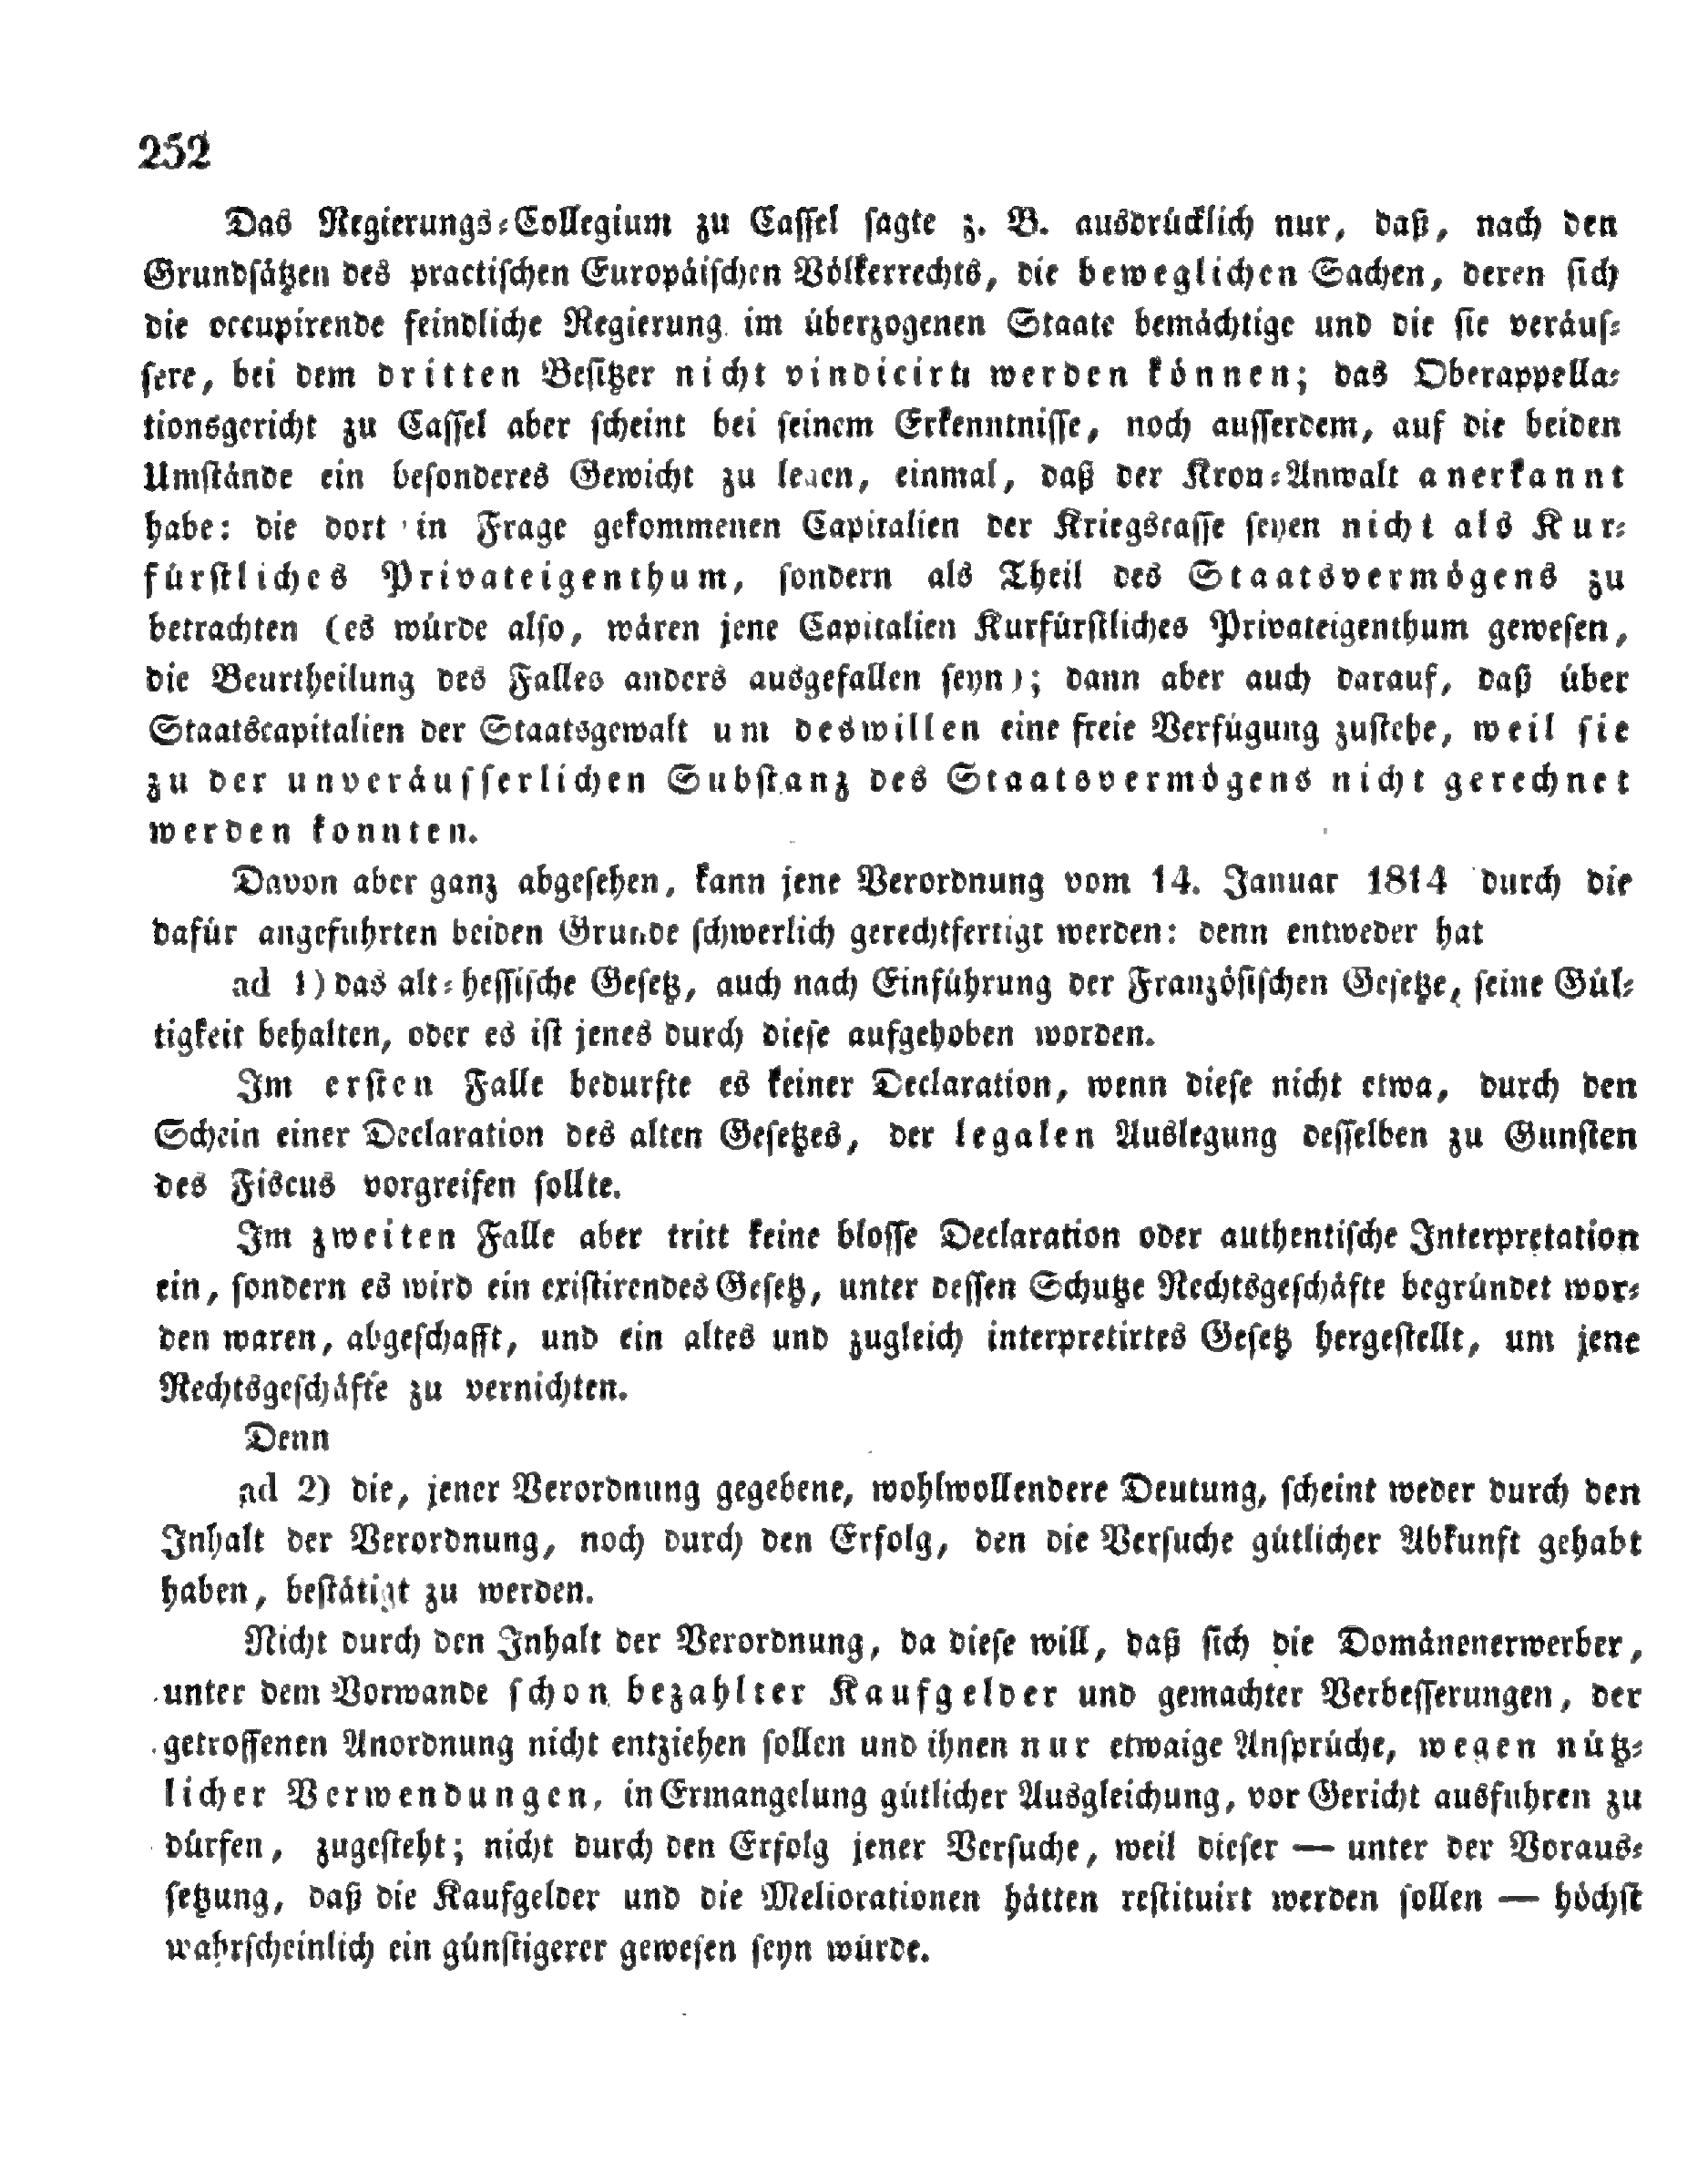 252
Das Regierungs-Collegium zu Cassel sagte z. B. ausdrücklich nur, daß, nach den
Grundsätzen des practischen Europäischen Völkerrechts, die beweglichen Sachen, deren sich
die occupirende feindliche Regierung im überzogenen Staate bemächtige und die sie veräus-
sere, bei dem dritten Besitzer nicht vindicirt werden können; das Oberappella-
tionsgericht zu Cassel aber scheint bei seinem Erkenntnisse, noch ausserdem, auf die beiden
Umstände ein besonderes Gewicht zu legen, einmal, daß der Kron-Anwalt anerkannt
habe: die dort in Frage gekommenen Capitalien der Kriegscasse seyen nicht als Kur-
fürstliches Privateigenthum, sondern als Theil des Staatsvermögens zu
betrachten (es würde also, wären jene Capitalien Kurfürstliches Privateigenthum gewesen,
die Beurtheilung des Falles anders ausgefallen seyn); dann aber auch darauf, daß über
Staatscapitalien der Staatsgewalt um deswillen eine freie Verfügung zustehe, weil sie
zu der unveräusserlichen Substanz des Staatsvermögens nicht gerechnet
werden konnten.
Davon aber ganz abgesehen, kann jene Verordnung vom 14. Januar 1814 durch die
dafür angefuhrten beiden Grunde schwerlich gerechtfertigt werden: denn entweder hat
ad 1) das alt-hessische Gesetz, auch nach Einführung der Französischen Gesetze, seine Gül-
tigkeit behalten, oder es ist jenes durch diese aufgehoben worden.
Im ersten Falle bedurfte es keiner Declaration, wenn diese nicht etwa, durch den
Schein einer Declaration des alten Gesetzes, der legalen Auslegung desselben zu Gunsten
des Fiscus vorgreifen sollte.
Im zweiten Falle aber tritt keine blosse Declaration oder authentische Interpretation
ein, sondern es wird ein existirendes Gesetz, unter dessen Schutze Rechtsgeschäfte begründet wor-
den waren, abgeschafft, und ein altes und zugleich interpretirtes Gesetz hergestellt, um jene
Rechtsgeschäfte zu vernichten.
Denn
ad 2) die, jener Verordnung gegebene, wohlwollendere Deutung, scheint weder durch den
Inhalt der Verordnung, noch durch den Erfolg, den die Versuche gütlicher Abkunft gehabt
haben, bestätigt zu werden.
Nicht durch den Inhalt der Verordnung, da diese will, daß sich die Domänenerwerber,
unter dem Vorwande schon bezahlter Kaufgelder und gemachter Verbesserungen, der
getroffenen Anordnung nicht entziehen sollen und ihnen nur etwaige Ansprüche, wegen nütz-
licher Verwendungen, in Ermangelung gütlicher Ausgleichung, vor Gericht ausfuhren zu
dürfen, zugesteht; nicht durch den Erfolg jener Versuche, weil dieser — unter der Voraus-
setzung, daß die Kaufgelder und die Meliorationen hätten restituirt werden sollen — höchst
wahrscheinlich ein günstigerer gewesen seyn würde.